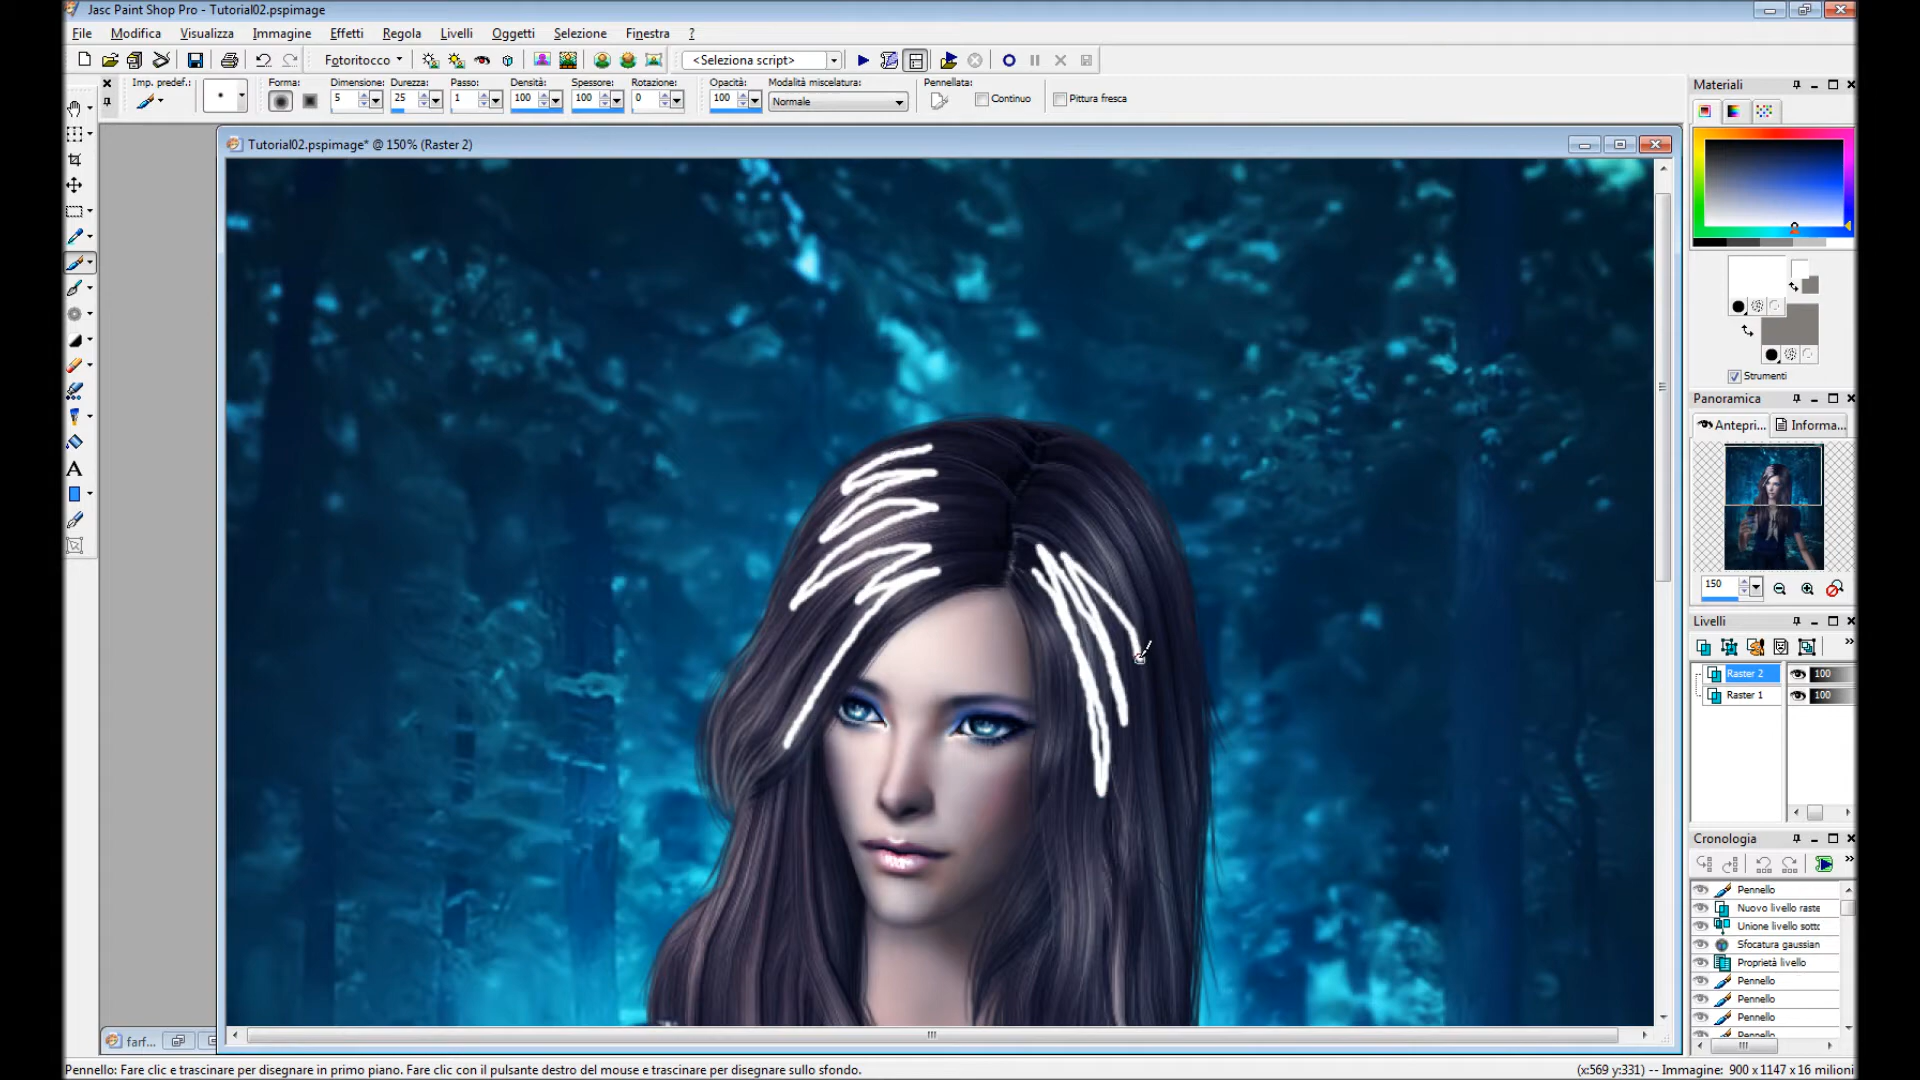 Jasc Paint Shop Pro - Tutorial02.pspimage
File Modifica Visualizza Immagine Effetti Regola Livelli Oggetti Selezione Finestra ?
Fotoritocco <Seleziona script>
Imp. predef.: Forma: Dimensione: Durezza: Passo: Densità: Spessore: Rotazione: Opacità: Modalità miscelatura: Pennellata:
5 25 1 100 100 0 100 Normale Continuo Pittura fresca
Materiali
Tutorial02.pspimage* @ 150% (Raster 2)
Strumenti
Panoramica
Antepri... Informa...
150
Livelli
Raster 2 100
Raster 1 100
Cronologia
Pennello
Nuovo livello raste
Unione livello sotto
Sfocatura gaussian
Proprietà livello
Pennello
Pennello
Pennello
Pennello
farf...
Pennello: Fare clic e trascinare per disegnare in primo piano. Fare clic con il pulsante destro del mouse e trascinare per disegnare sullo sfondo.
(x:569 y:331) -- Immagine: 900 x 1147 x 16 milioni